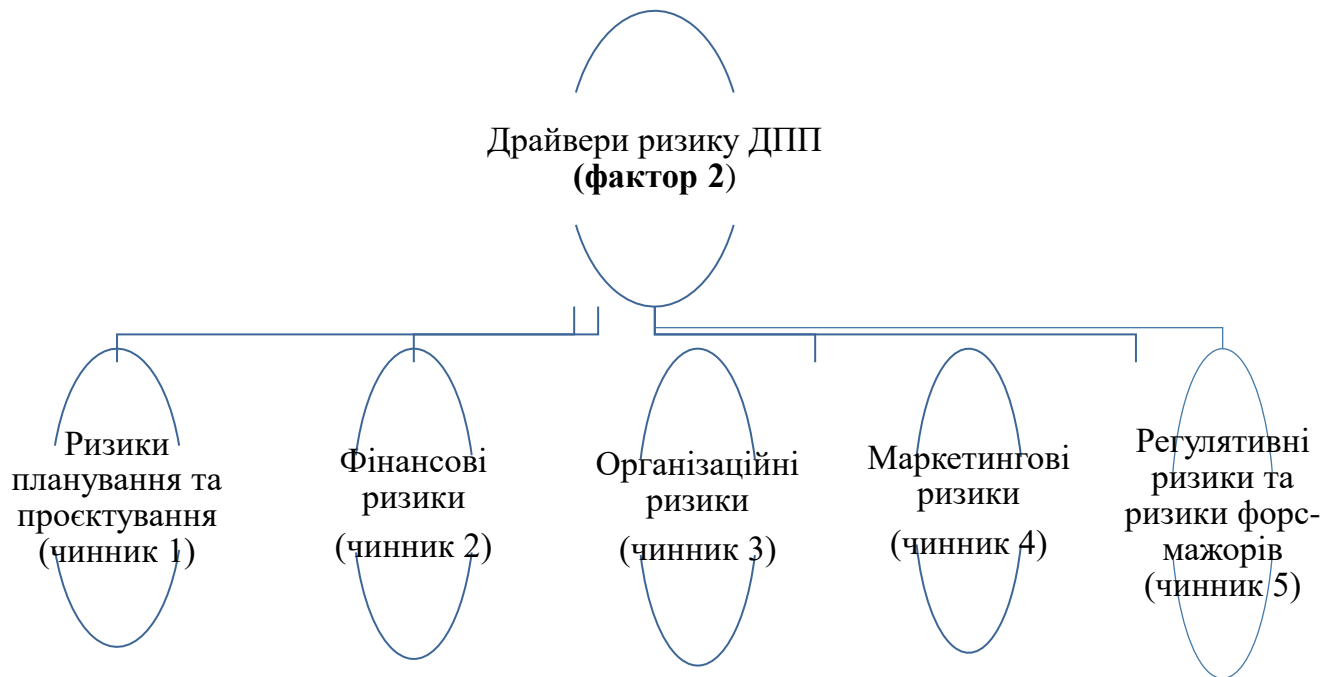 Драйвери ризику ДПП
(фактор 2)
Ризики
планування та
проєктування
(чинник 1)
Фінансові
ризики
(чинник 2)
Організаційні
ризики
(чинник 3)
Маркетингові
ризики
(чинник 4)
Регулятивні
ризики та
ризики форс-
мажорів
(чинник 5)